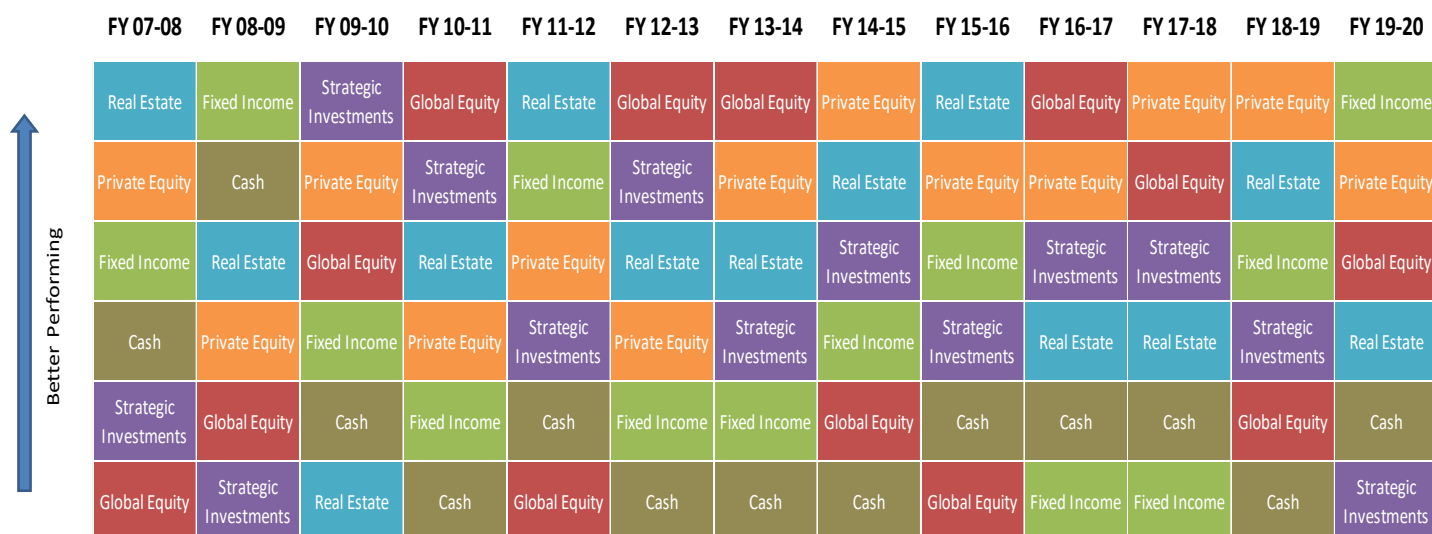 FY 07-08 FY 08-09 FY 09-10 FY 10-11 FY 11-12 FY 12-13 FY 13-14 FY 14-15 FY 15-16 FY 16-17 FY 17-18 FY 18-19 FY 19-20
Real Estate Fixed Income Strategic Investments Global Equity Real Estate Global Equity Global Equity Private Equity Real Estate Global Equity Private Equity Private Equity Fixed Income
Private Equity Cash Private Equity Strategic Investments Fixed Income Strategic Investments Private Equity Real Estate Private Equity Private Equity Global Equity Real Estate Private Equity
Fixed Income Real Estate Global Equity Real Estate Private Equity Real Estate Real Estate Strategic Investments Fixed Income Strategic Investments Strategic Investments Fixed Income Global Equity
Cash Private Equity Fixed Income Private Equity Strategic Investments Private Equity Strategic Investments Fixed Income Strategic Investments Real Estate Real Estate Strategic Investments Real Estate
Strategic Investments Global Equity Cash Fixed Income Cash Fixed Income Fixed Income Global Equity Cash Cash Cash Global Equity Cash
Global Equity Strategic Investments Real Estate Cash Global Equity Cash Cash Cash Global Equity Fixed Income Fixed Income Cash Strategic Investments
Better Performing